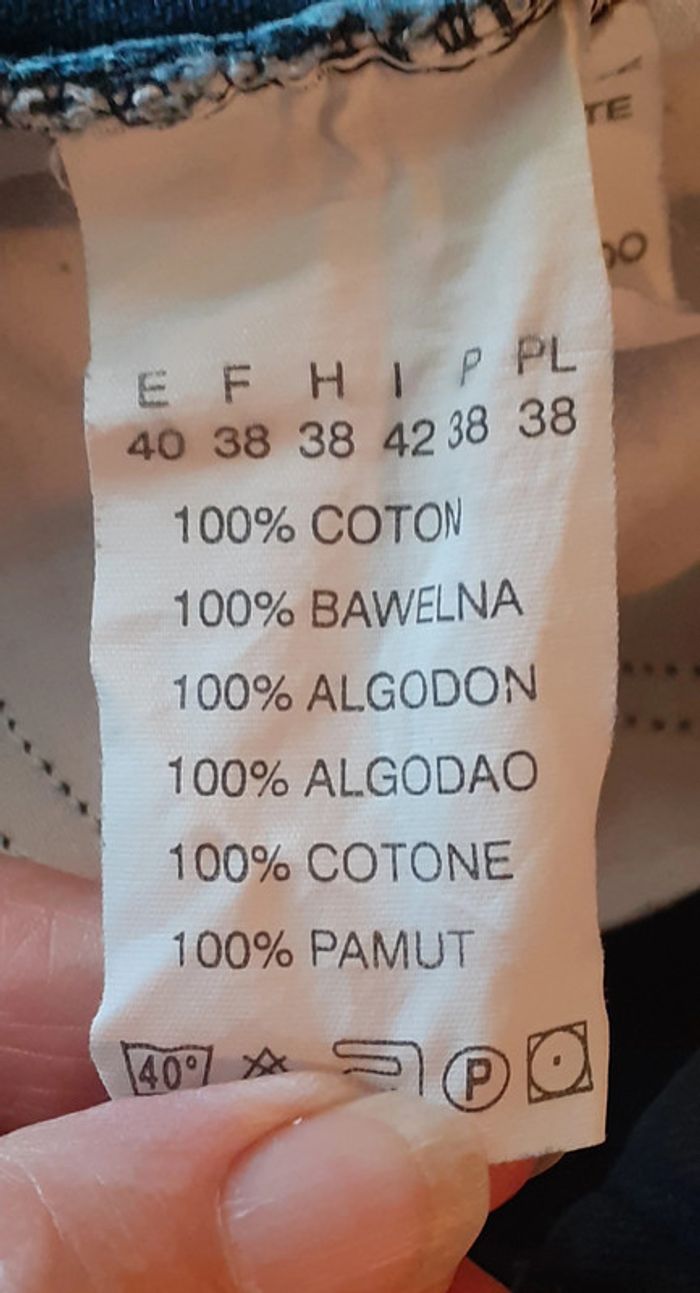 E F H I P PL
40 38 38 42 38 38
100% COTON
100% BAWELNA
100% ALGODON
100% ALGODAO
100% COTONE
100% PAMUT
40° P
TE